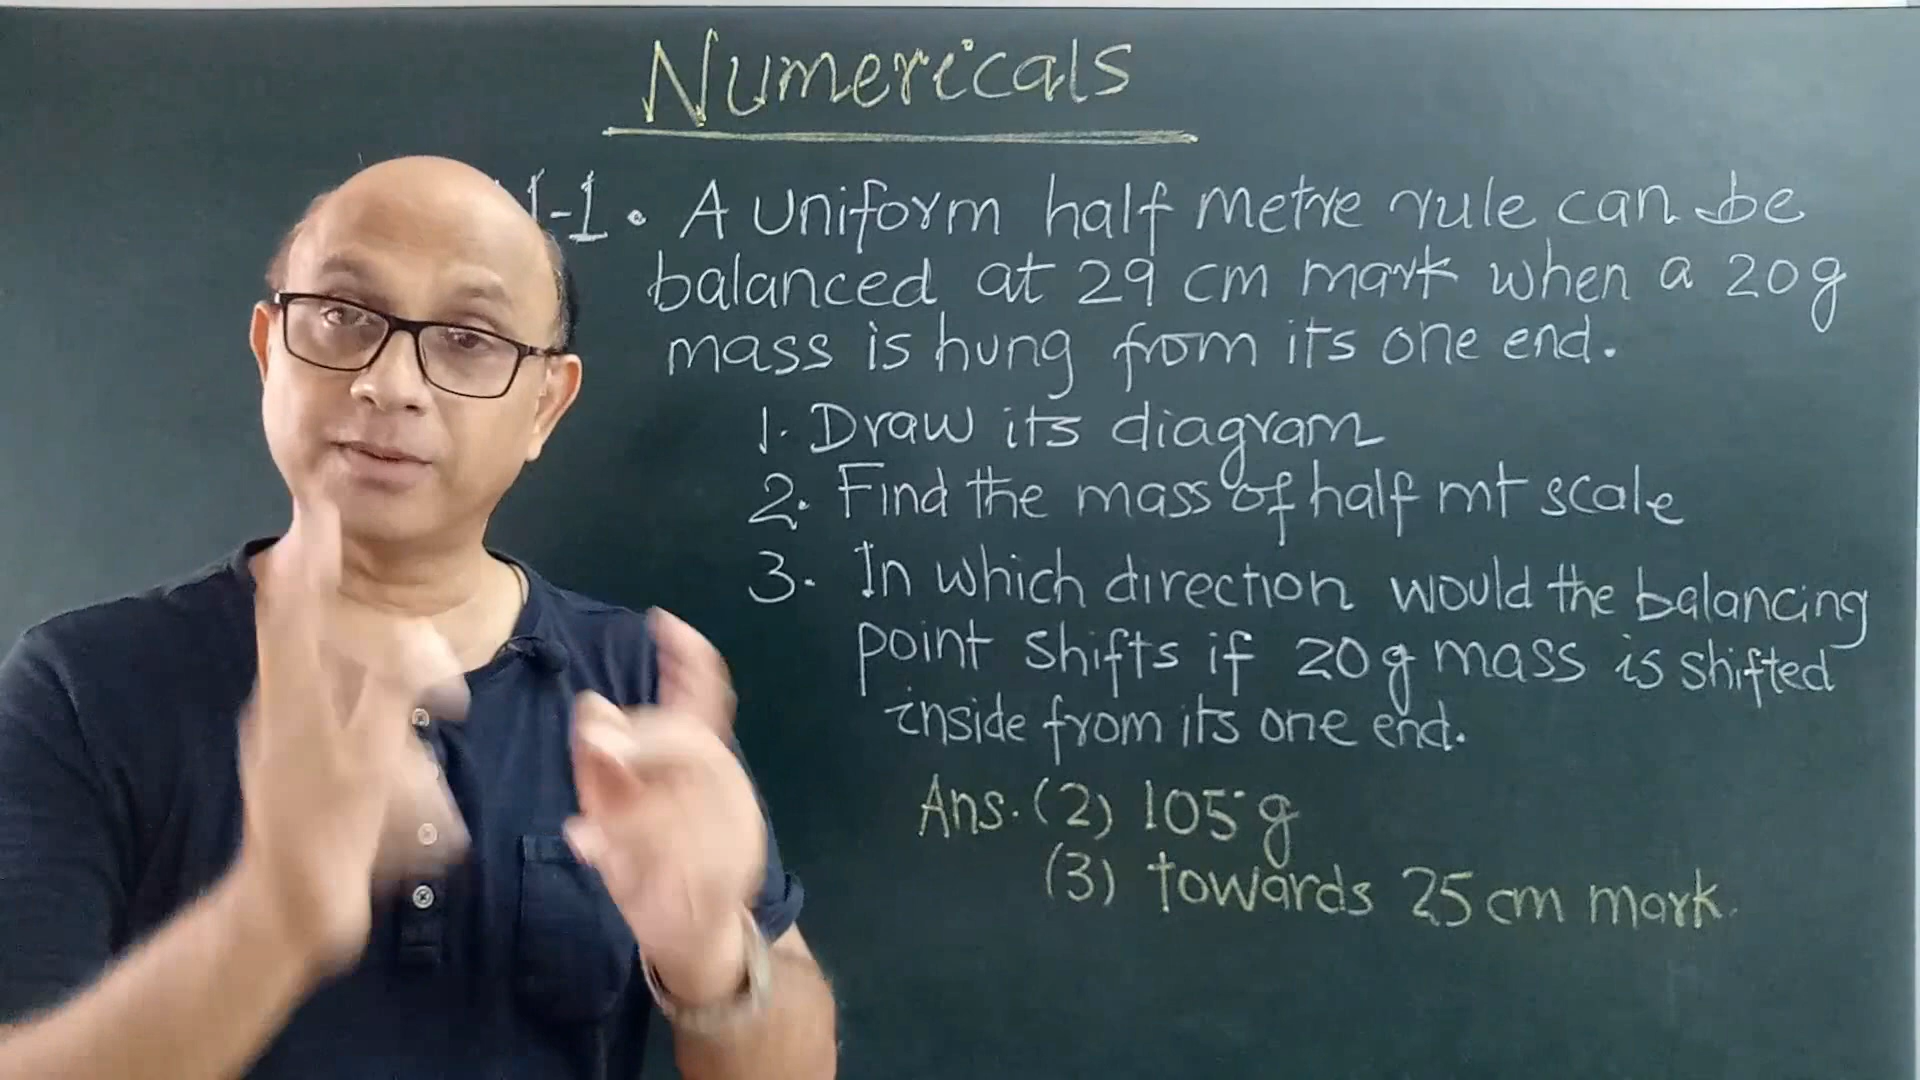 Numericals
1-1. A uniform half metre rule can be
balanced at 29 cm mark when a 20g
mass is hung from its one end.
1. Draw its diagram
2. Find the mass of half mt scale
3. In which direction would the balancing
point shifts if 20g mass is shifted
inside from its one end.
Ans. (2) 105 g
(3) towards 25 cm mark.